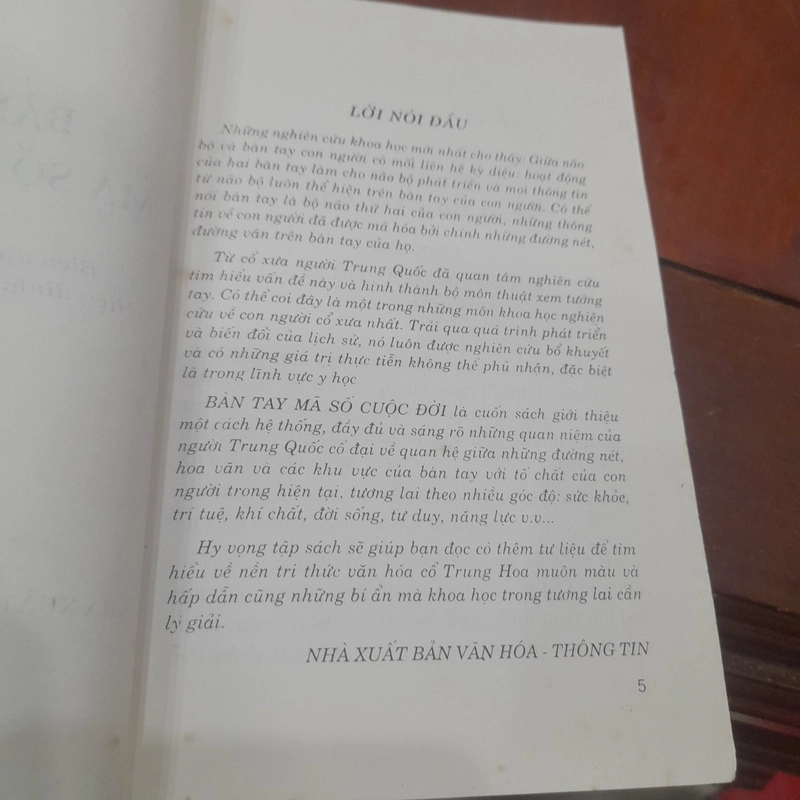 LỜI NÓI ĐẦU
Những nghiên cứu khoa học mới nhất cho thấy: Giữa não
bộ và bàn tay con người có mối liên hệ kỳ diệu: hoạt động
của hai bàn tay làm cho não bộ phát triển và mọi thông tin
từ não bộ luôn thể hiện trên bàn tay của con người. Có thể
nói bàn tay là bộ não thứ hai của con người, những thông
tin về con người đã được mã hóa bởi chính những đường nét,
đường vân trên bàn tay của họ.
Từ cổ xưa người Trung Quốc đã quan tâm nghiên cứu
tìm hiểu vấn đề này và hình thành bộ môn thuật xem tướng
tay. Có thể coi đây là một trong những môn khoa học nghiên
cứu về con người cổ xưa nhất. Trải qua quá trình phát triển
và biến đổi của lịch sử, nó luôn được nghiên cứu bổ khuyết
và có những giá trị thực tiễn không thể phủ nhân, đặc biệt
là trong lĩnh vực y học
BÀN TAY MÃ SỐ CUỘC ĐỜI là cuốn sách giới thiệu
một cách hệ thống, đầy đủ và sáng rõ những quan niệm của
người Trung Quốc cổ đại về quan hệ giữa những đường nét,
hoa văn và các khu vực của bàn tay với tố chất của con
người trong hiện tại, tương lai theo nhiều góc độ: sức khỏe,
trí tuệ, khí chất, đời sống, tư duy, năng lực v.v...
Hy vọng tập sách sẽ giúp bạn đọc có thêm tư liệu để tìm
hiểu về nền tri thức văn hóa cổ Trung Hoa muôn màu và
hấp dẫn cũng những bí ẩn mà khoa học trong tương lai cần
lý giải.
NHÀ XUẤT BẢN VĂN HÓA - THÔNG TIN
5